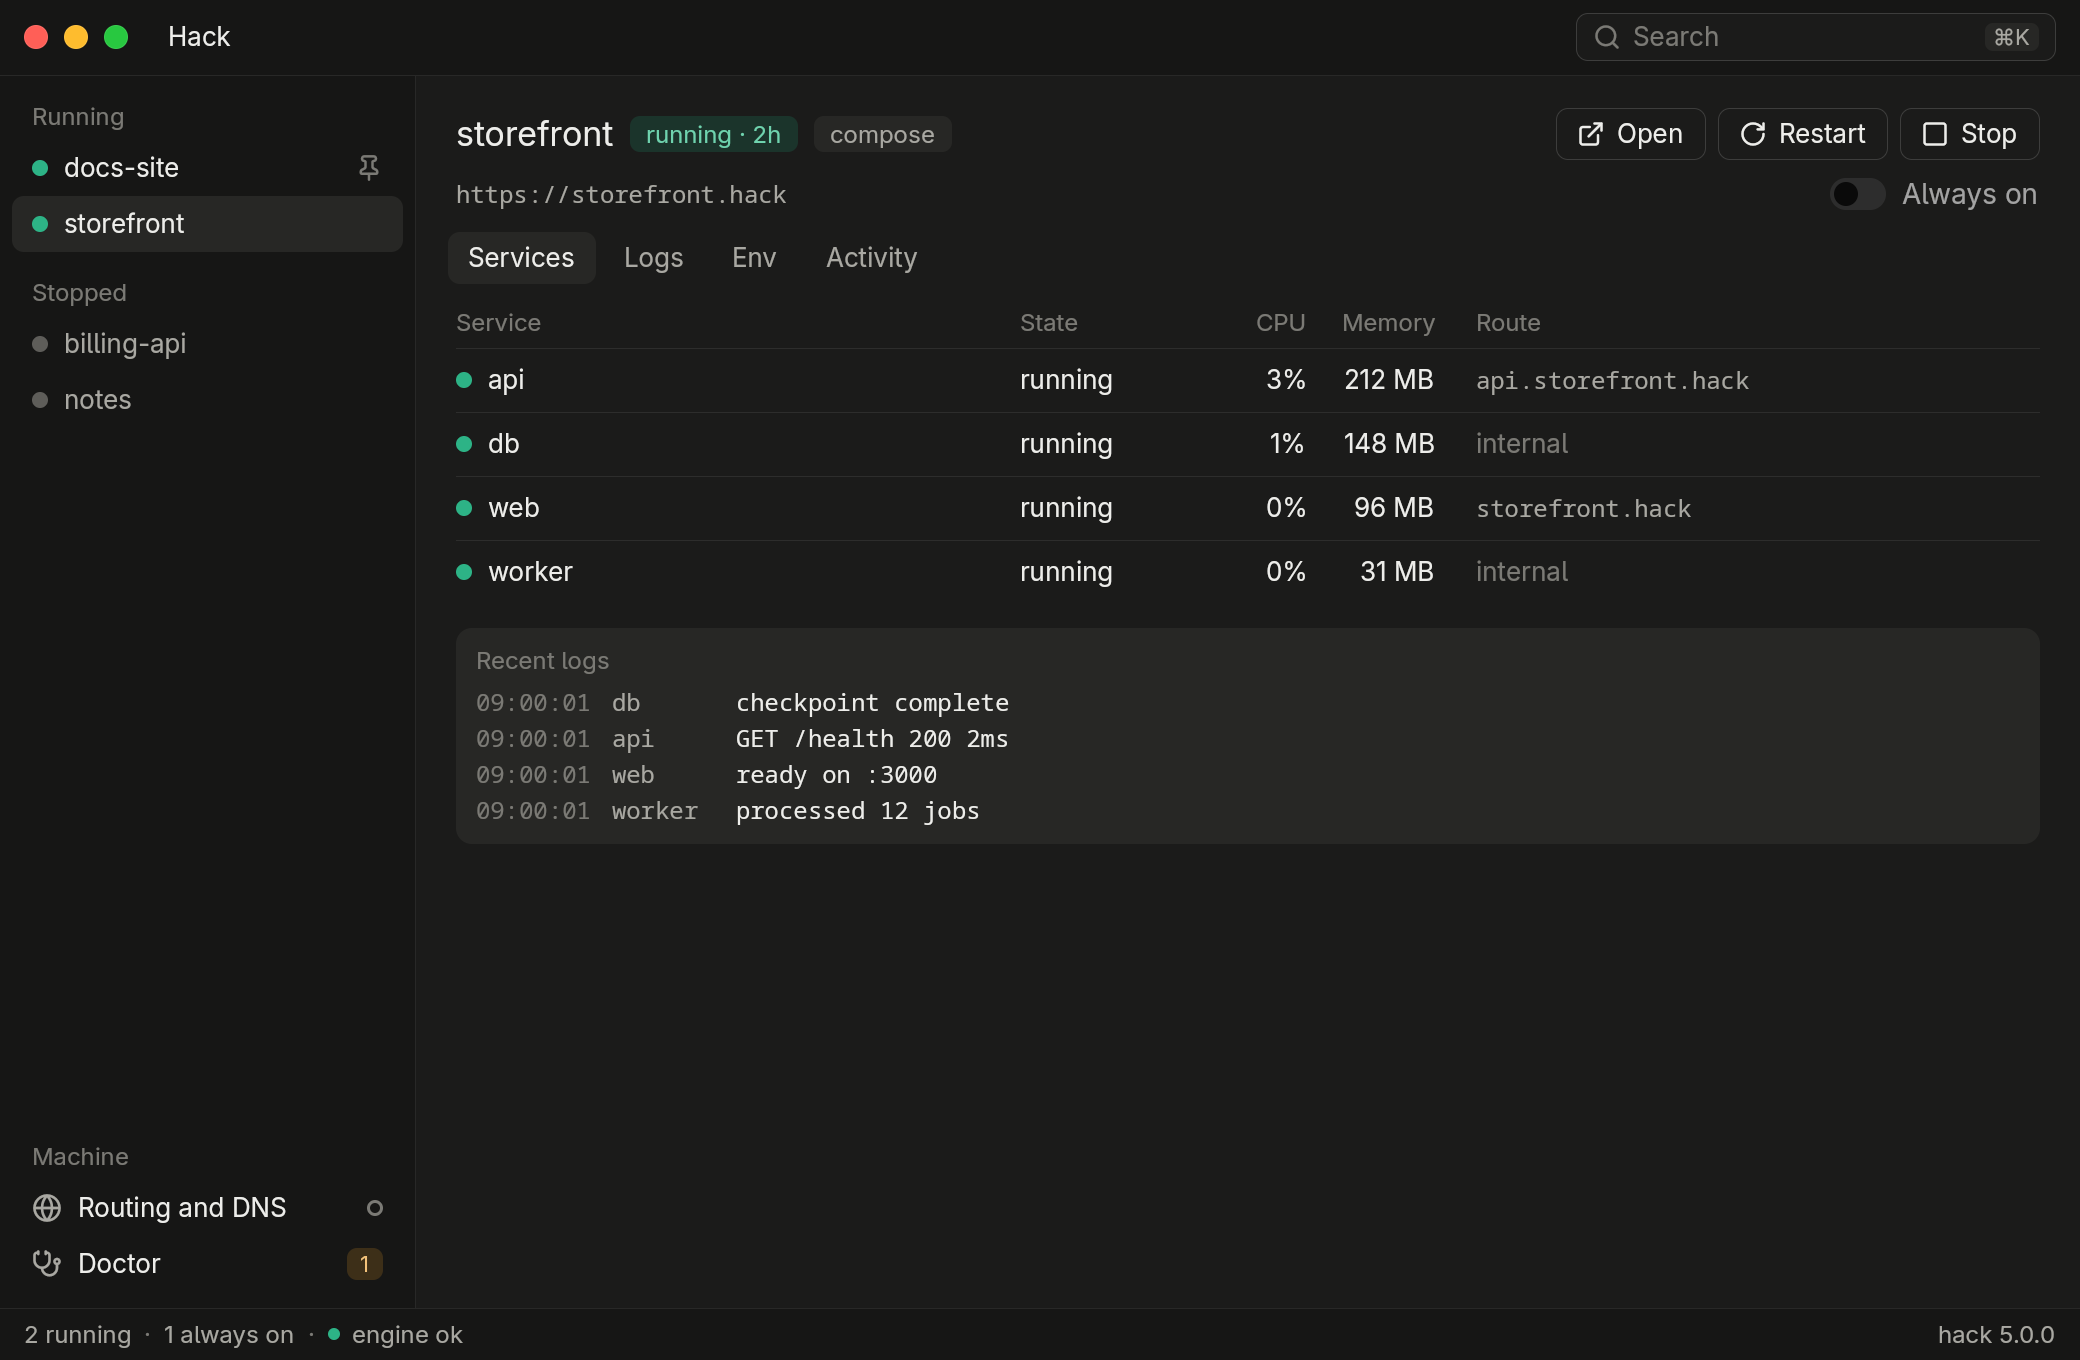 Hack
Search ⌘K
Running
docs-site
storefront
Stopped
billing-api
notes
Machine
Routing and DNS
Doctor 1
storefront running · 2h compose
Open Restart Stop
https://storefront.hack
Always on
Services Logs Env Activity
Service State CPU Memory Route
api running 3% 212 MB api.storefront.hack
db running 1% 148 MB internal
web running 0% 96 MB storefront.hack
worker running 0% 31 MB internal
Recent logs
09:00:01 db checkpoint complete
09:00:01 api GET /health 200 2ms
09:00:01 web ready on :3000
09:00:01 worker processed 12 jobs
2 running · 1 always on · engine ok
hack 5.0.0